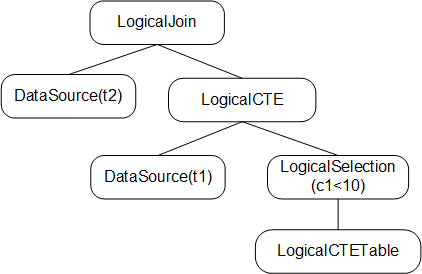 LogicalJoin
DataSource(t2)
LogicalCTE
DataSource(t1)
LogicalSelection
(c1<10)
LogicalCTETable